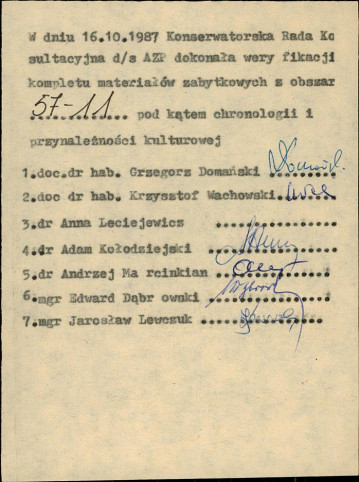 W dniu 16.10.1987 Konserwatorska Rada Ko
sultacyjna d/s AZP dokonała wery fikacji
kompletu materiałów zabytkowych z obszar
57-11 pod kątem chronologii i
przynależności kulturowej
1.doc.dr hab. Grzegorz Domański
2.doc dr hab. Krzysztof Wachowski
3.dr Anna Leciejewicz
4.dr Adam Kołodziejski
5.dr Andrzej Ma rcinkian
6.mgr Edward Dąbr owski
7.mgr Jarosław Lewczuk